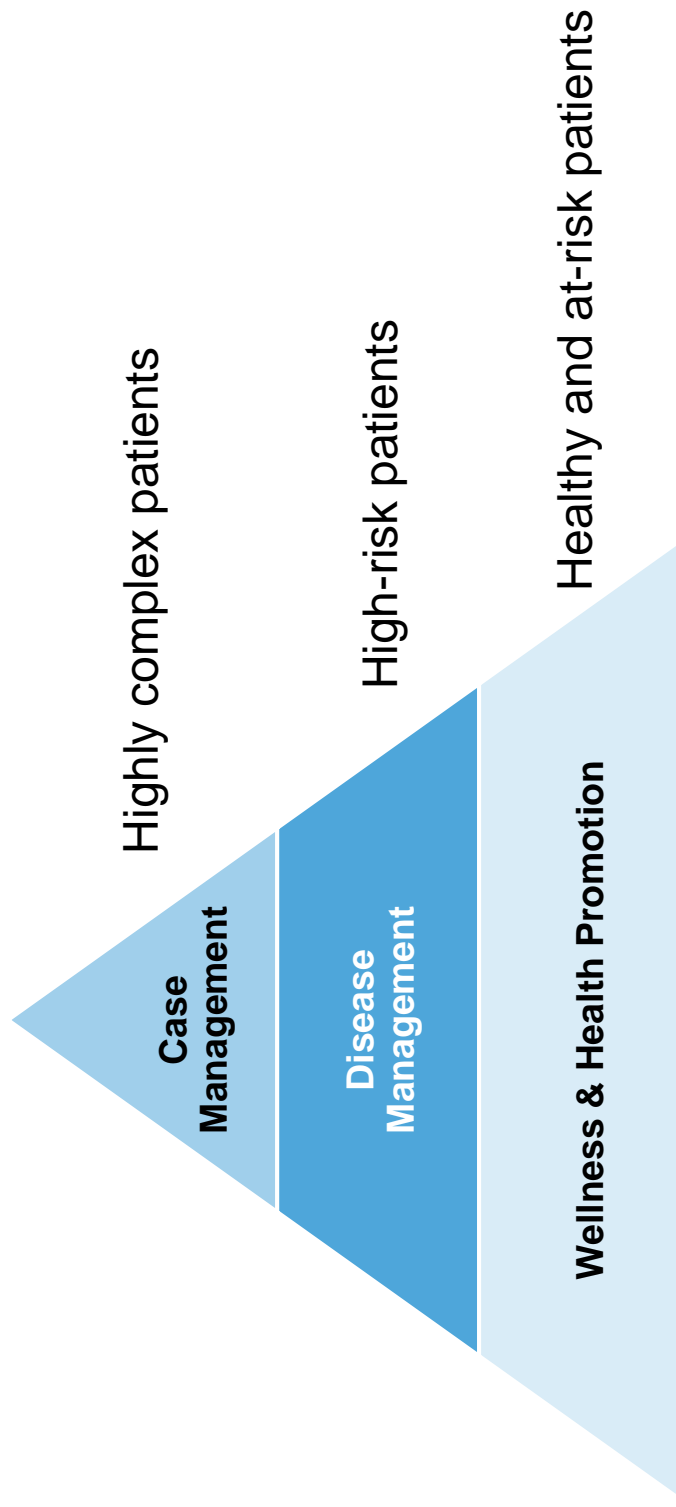 Case
Management
Highly complex patients
Disease
Management
High-risk patients
Wellness & Health Promotion
Healthy and at-risk patients